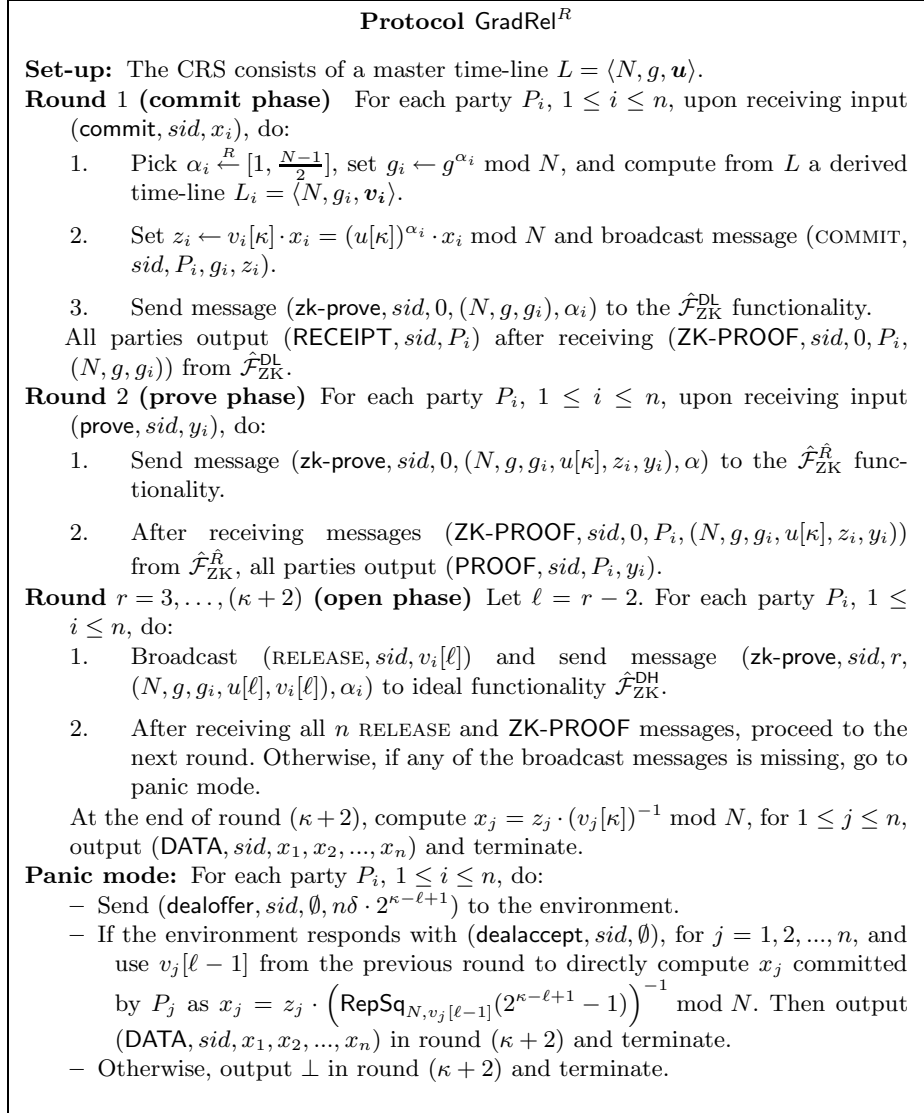 Protocol GradRel^R
Set-up: The CRS consists of a master time-line L = ⟨N, g, u⟩.
Round 1 (commit phase) For each party P_i, 1 ≤ i ≤ n, upon receiving input
(commit, sid, x_i), do:
1. Pick α_i ←^R [1, (N−1)/2], set g_i ← g^{α_i} mod N, and compute from L a derived
time-line L_i = ⟨N, g_i, v_i⟩.
2. Set z_i ← v_i[κ] · x_i = (u[κ])^{α_i} · x_i mod N and broadcast message (COMMIT,
sid, P_i, g_i, z_i).
3. Send message (zk-prove, sid, 0, (N, g, g_i), α_i) to the F̂_ZK^DL functionality.
All parties output (RECEIPT, sid, P_i) after receiving (ZK-PROOF, sid, 0, P_i,
(N, g, g_i)) from F̂_ZK^DL.
Round 2 (prove phase) For each party P_i, 1 ≤ i ≤ n, upon receiving input
(prove, sid, y_i), do:
1. Send message (zk-prove, sid, 0, (N, g, g_i, u[κ], z_i, y_i), α) to the F̂_ZK^R̂ func-
tionality.
2. After receiving messages (ZK-PROOF, sid, 0, P_i, (N, g, g_i, u[κ], z_i, y_i))
from F̂_ZK^R̂, all parties output (PROOF, sid, P_i, y_i).
Round r = 3, . . . , (κ + 2) (open phase) Let ℓ = r − 2. For each party P_i, 1 ≤
i ≤ n, do:
1. Broadcast (RELEASE, sid, v_i[ℓ]) and send message (zk-prove, sid, r,
(N, g, g_i, u[ℓ], v_i[ℓ]), α_i) to ideal functionality F̂_ZK^DH.
2. After receiving all n RELEASE and ZK-PROOF messages, proceed to the
next round. Otherwise, if any of the broadcast messages is missing, go to
panic mode.
At the end of round (κ + 2), compute x_j = z_j · (v_j[κ])^{−1} mod N, for 1 ≤ j ≤ n,
output (DATA, sid, x_1, x_2, ..., x_n) and terminate.
Panic mode: For each party P_i, 1 ≤ i ≤ n, do:
– Send (dealoffer, sid, ∅, nδ · 2^{κ−ℓ+1}) to the environment.
– If the environment responds with (dealaccept, sid, ∅), for j = 1, 2, ..., n, and
use v_j[ℓ − 1] from the previous round to directly compute x_j committed
by P_j as x_j = z_j · (RepSq_{N,v_j[ℓ−1]}(2^{κ−ℓ+1} − 1))^{−1} mod N. Then output
(DATA, sid, x_1, x_2, ..., x_n) in round (κ + 2) and terminate.
– Otherwise, output ⊥ in round (κ + 2) and terminate.